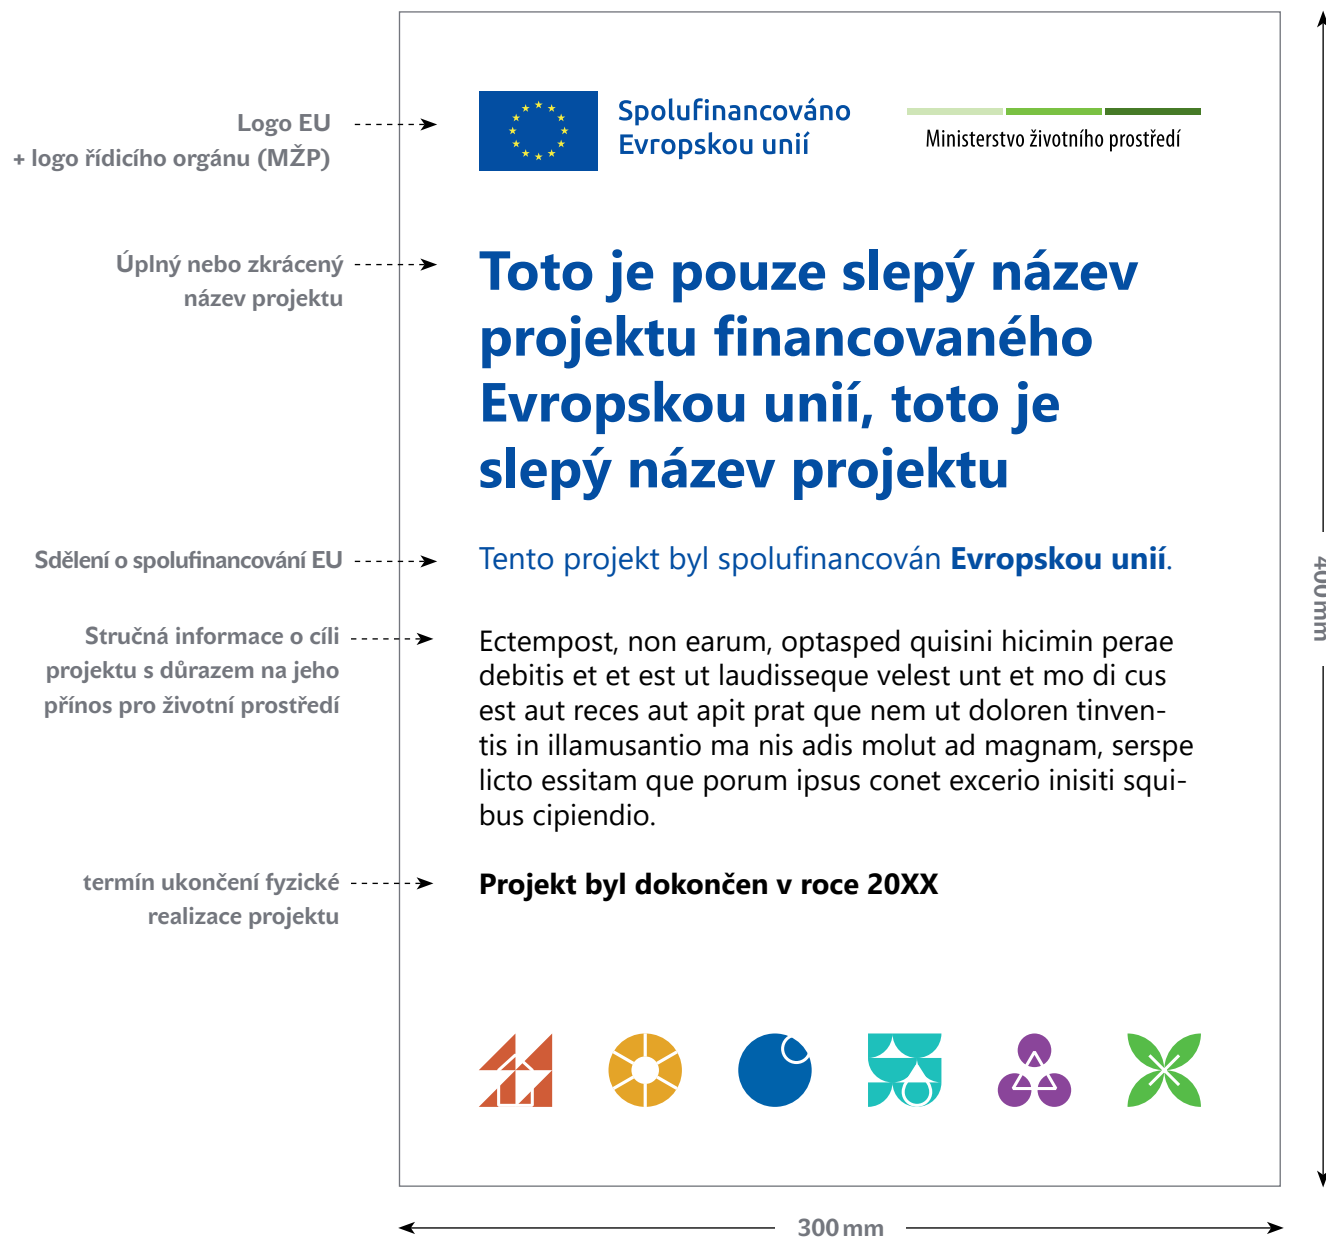 Logo EU
+ logo řídicího orgánu (MŽP)
Spolufinancováno
Evropskou unií
Ministerstvo životního prostředí
Úplný nebo zkrácený
název projektu
Toto je pouze slepý název
projektu financovaného
Evropskou unií, toto je
slepý název projektu
Sdělení o spolufinancování EU
Tento projekt byl spolufinancován Evropskou unií.
Stručná informace o cíli
projektu s důrazem na jeho
přínos pro životní prostředí
Ectempost, non earum, optasped quisini hicimin perae
debitis et et est ut laudisseque velest unt et mo di cus
est aut reces aut apit prat que nem ut doloren tinven-
tis in illamusantio ma nis adis molut ad magnam, serspe
licto essitam que porum ipsus conet excerio inisiti squi-
bus cipiendio.
termín ukončení fyzické
realizace projektu
Projekt byl dokončen v roce 20XX
400 mm
300 mm